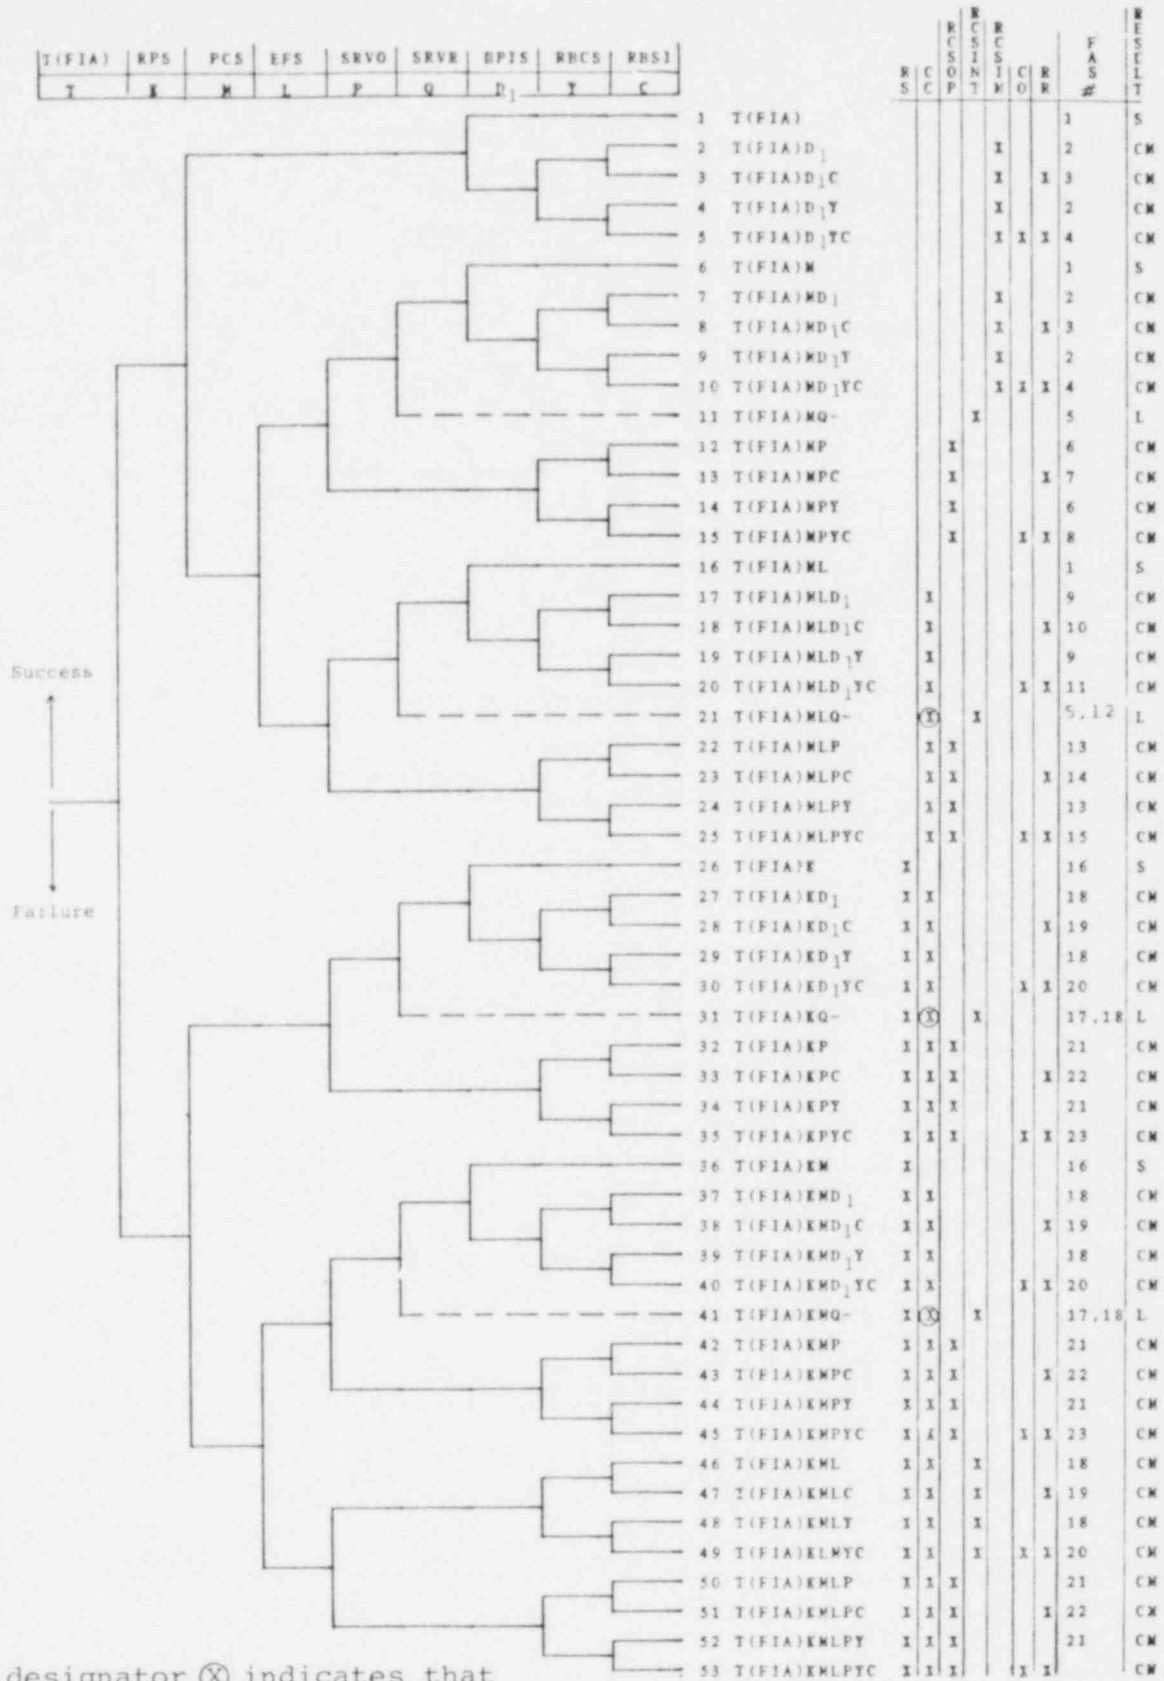 T(FIA) RPS PCS EFS SRVO SRVR HPIS RBCS RBSI
T K M L P Q D1 Y C
RS CC RCSOP RCSINT RCSIM CO RR FAS # RESULT
1 T(FIA) 1 S
2 T(FIA)D1 X 2 CM
3 T(FIA)D1C X X 3 CM
4 T(FIA)D1Y X 2 CM
5 T(FIA)D1YC X X X 4 CM
6 T(FIA)M 1 S
7 T(FIA)MD1 X 2 CM
8 T(FIA)MD1C X X 3 CM
9 T(FIA)MD1Y X 2 CM
10 T(FIA)MD1YC X X X 4 CM
11 T(FIA)MQ- X 5 L
12 T(FIA)MP X 6 CM
13 T(FIA)MPC X X 7 CM
14 T(FIA)MPY X 6 CM
15 T(FIA)MPYC X X X 8 CM
16 T(FIA)ML 1 S
17 T(FIA)MLD1 X 9 CM
18 T(FIA)MLD1C X X 10 CM
Success
19 T(FIA)MLD1Y X 9 CM
20 T(FIA)MLD1YC X X X 11 CM
21 T(FIA)MLQ- Ⓧ X 5,12 L
22 T(FIA)MLP X X 13 CM
23 T(FIA)MLPC X X X 14 CM
24 T(FIA)MLPY X X 13 CM
25 T(FIA)MLPYC X X X X 15 CM
26 T(FIA)K X 16 S
27 T(FIA)KD1 X X 18 CM
Failure
28 T(FIA)KD1C X X X 19 CM
29 T(FIA)KD1Y X X 18 CM
30 T(FIA)KD1YC X X X X 20 CM
31 T(FIA)KQ- X Ⓧ X 17,18 L
32 T(FIA)KP X X X 21 CM
33 T(FIA)KPC X X X X 22 CM
34 T(FIA)KPY X X X 21 CM
35 T(FIA)KPYC X X X X X 23 CM
36 T(FIA)KM X 16 S
37 T(FIA)KMD1 X X 18 CM
38 T(FIA)KMD1C X X X 19 CM
39 T(FIA)KMD1Y X X 18 CM
40 T(FIA)KMD1YC X X X X 20 CM
41 T(FIA)KMQ- X Ⓧ X 17,18 L
42 T(FIA)KMP X X X 21 CM
43 T(FIA)KMPC X X X X 22 CM
44 T(FIA)KMPY X X X 21 CM
45 T(FIA)KMPYC X X X X X 23 CM
46 T(FIA)KML X X X 18 CM
47 T(FIA)KMLC X X X X 19 CM
48 T(FIA)KMLY X X X 18 CM
49 T(FIA)KLMYC X X X X X 20 CM
50 T(FIA)KMLP X X X 21 CM
51 T(FIA)KMLPC X X X X 22 CM
52 T(FIA)KMLPY X X X 21 CM
53 T(FIA)KMLPYC X X X X X CM
designator Ⓧ indicates that